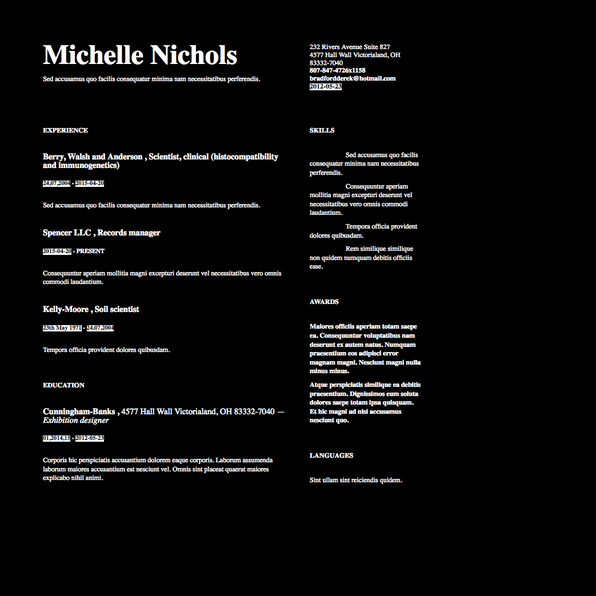 Michelle Nichols
Sed accusamus quo facilis consequatur minima nam necessitatibus perferendis.
232 Rivers Avenue Suite 827
4577 Hall Wall Victorialand, OH
83332-7040
807-847-4726x1158
bradfordderek@hotmail.com
2012-05-23
EXPERIENCE
Berry, Walsh and Anderson , Scientist, clinical (histocompatibility
and immunogenetics)
24.07.2001 - 2015-04-20
Sed accusamus quo facilis consequatur minima nam necessitatibus perferendis.
Spencer LLC , Records manager
2015-04-20 - PRESENT
Consequuntur aperiam mollitia magni excepturi deserunt vel necessitatibus vero omnis
commodi laudantium.
Kelly-Moore , Soil scientist
25th May 1971 - 24.07.2001
Tempora officia provident dolores quibusdam.
EDUCATION
Cunningham-Banks , 4577 Hall Wall Victorialand, OH 83332-7040 —
Exhibition designer
- 2012-05-23
Corporis hic perspiciatis accusantium dolorem eaque corporis. Laborum assumenda
laborum maiores accusantium est nesciunt vel. Omnis sint placeat quaerat maiores
explicabo nihil animi.
SKILLS
Sed accusamus quo facilis
consequatur minima nam necessitatibus
perferendis.
Consequuntur aperiam
mollitia magni excepturi deserunt vel
necessitatibus vero omnis commodi
laudantium.
Tempora officia provident
dolores quibusdam.
Rem similique similique
non quidem numquam debitis officiis
esse.
AWARDS
Maiores officiis aperiam totam saepe
ea. Consequuntur voluptatibus nam
deserunt ex autem natus. Numquam
praesentium eos adipisci error
magnam magni. Nesciunt magni nulla
minus minus.
Atque perspiciatis similique ea debitis
praesentium. Dignissimos eum soluta
dolores saepe totam ipsa quisquam.
Et hic magni ad nisi accusamus
nesciunt quo.
LANGUAGES
Sint ullam sint reiciendis quidem.